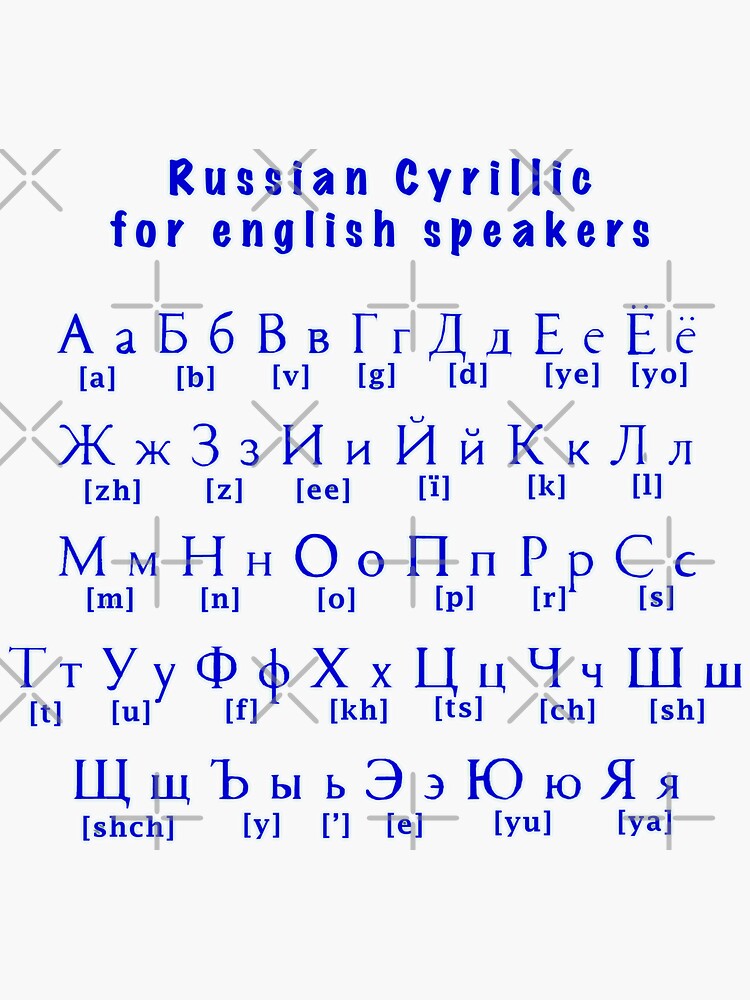 Russian Cyrillic
for english speakers
А а Б б В в Г г Д д Е е Ё ё
[a] [b] [v] [g] [d] [ye] [yo]
Ж ж З з И и Й й К к Л л
[zh] [z] [ee] [ï] [k] [l]
М м Н н О о П п Р р С с
[m] [n] [o] [p] [r] [s]
Т т У у Ф ф Х х Ц ц Ч ч Ш ш
[t] [u] [f] [kh] [ts] [ch] [sh]
Щ щ Ъ ы ь Э э Ю ю Я я
[shch] [y] [’] [e] [yu] [ya]